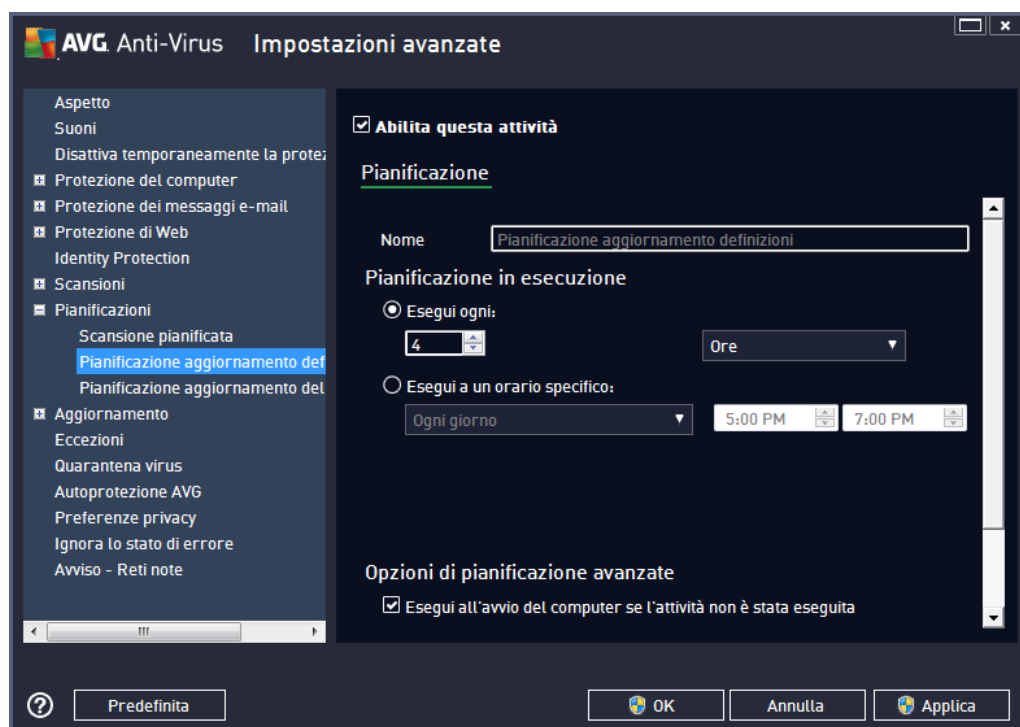 AVG. Anti-Virus Impostazioni avanzate
Aspetto
Suoni
Disattiva temporaneamente la protez
Protezione del computer
Protezione dei messaggi e-mail
Protezione di Web
Identity Protection
Scansioni
Pianificazioni
Scansione pianificata
Pianificazione aggiornamento def
Pianificazione aggiornamento del
Aggiornamento
Eccezioni
Quarantena virus
Autoprotezione AVG
Preferenze privacy
Ignora lo stato di errore
Avviso - Reti note
Abilita questa attività
Pianificazione
Nome Pianificazione aggiornamento definizioni
Pianificazione in esecuzione
Esegui ogni:
4 Ore
Esegui a un orario specifico:
Ogni giorno 5:00 PM 7:00 PM
Opzioni di pianificazione avanzate
Esegui all'avvio del computer se l'attività non è stata eseguita
? Predefinita OK Annulla Applica